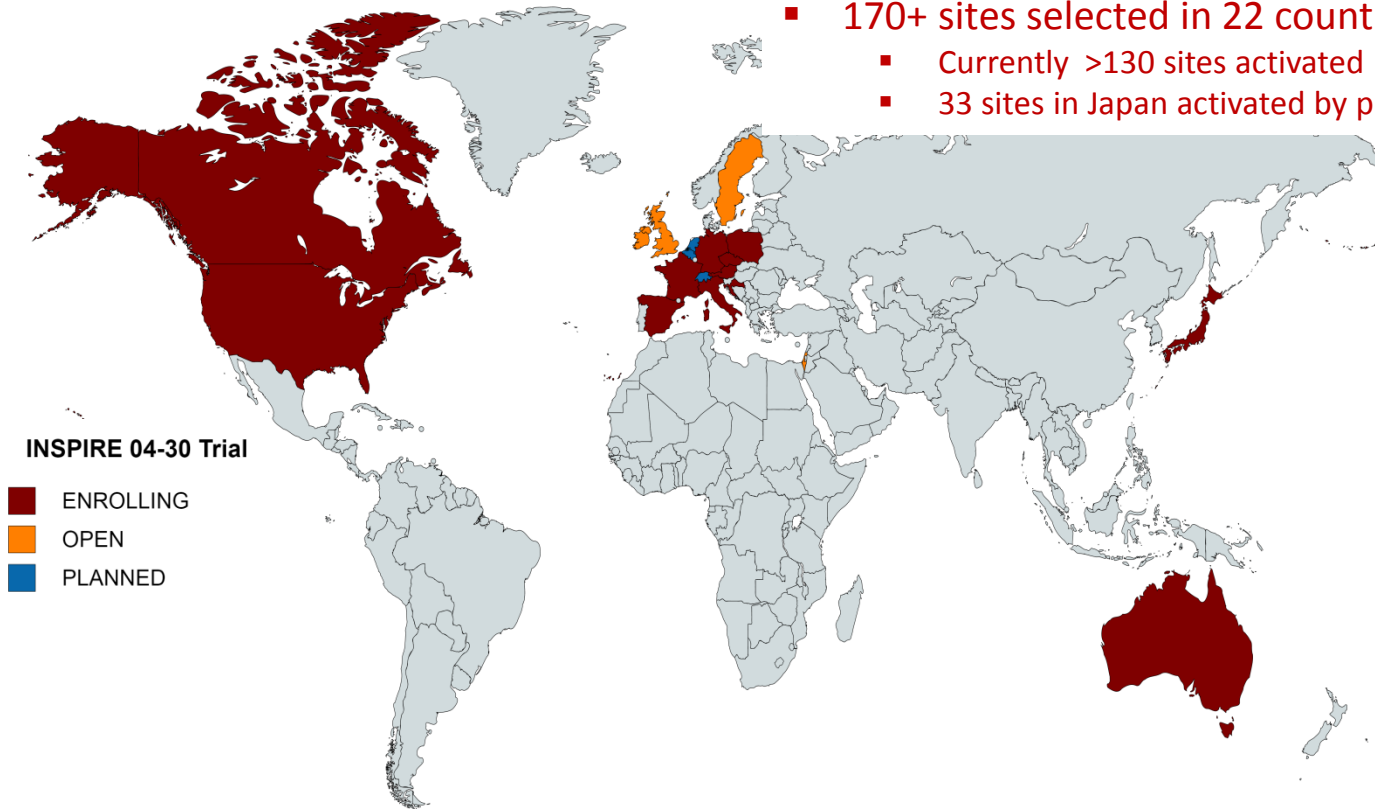 ▪ 170+ sites selected in 22 count
▪ Currently >130 sites activated
▪ 33 sites in Japan activated by p
INSPIRE 04-30 Trial
ENROLLING
OPEN
PLANNED